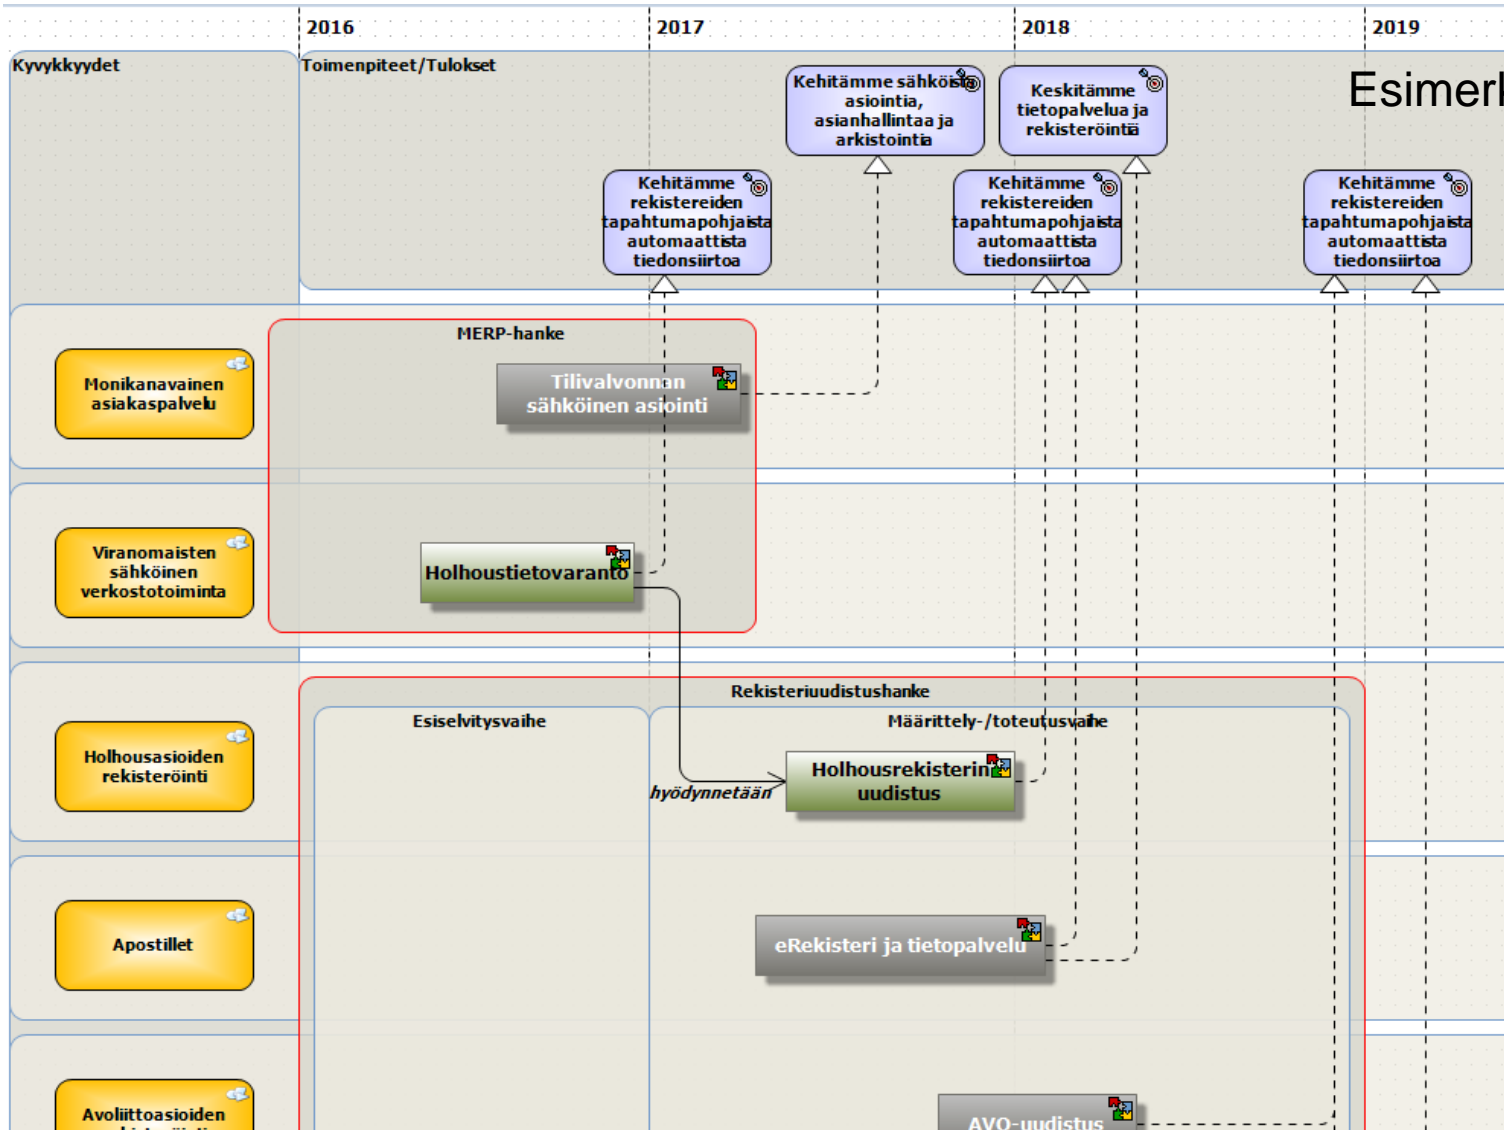 2016
2017
2018
2019
Kyvykkyydet
Toimenpiteet/Tulokset
Kehitämme sähköistä
asiointia,
asianhallintaa ja
arkistointia
Keskitämme
tietopalvelua ja
rekisteröintiä
Esimerk
Kehitämme
rekistereiden
tapahtumapohjaista
automaattista
tiedonsiirtoa
Kehitämme
rekistereiden
tapahtumapohjaista
automaattista
tiedonsiirtoa
Kehitämme
rekistereiden
tapahtumapohjaista
automaattista
tiedonsiirtoa
MERP-hanke
Monikanavainen
asiakaspalvelu
Tilivalvonnan
sähköinen asiointi
Viranomaisten
sähköinen
verkostotoiminta
Holhoustietovaranto
Rekisteriuudistushanke
Esiselvitysvaihe
Määrittely-/toteutusvaihe
Holhousasioiden
rekisteröinti
hyödynnetään
Holhousrekisterin
uudistus
Apostillet
eRekisteri ja tietopalvelu
Avoliittoasioiden
AVO-uudistus